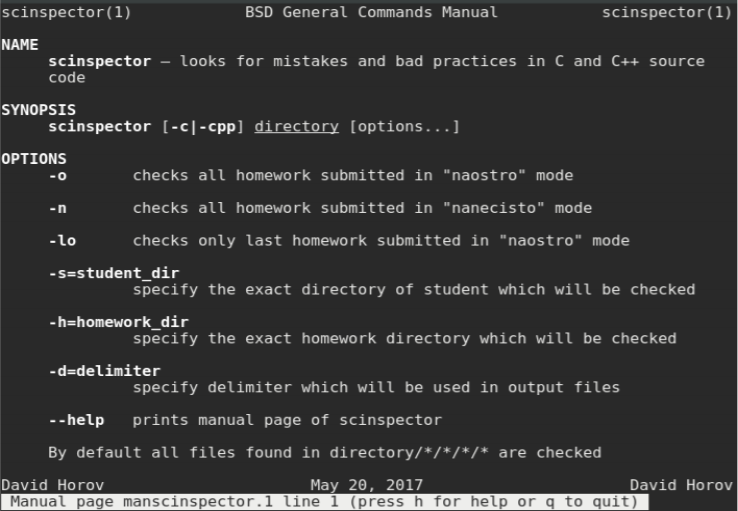 scinspector(1) BSD General Commands Manual scinspector(1)
NAME
scinspector – looks for mistakes and bad practices in C and C++ source
code
SYNOPSIS
scinspector [-c|-cpp] directory [options...]
OPTIONS
-o checks all homework submitted in "naostro" mode
-n checks all homework submitted in "nanecisto" mode
-lo checks only last homework submitted in "naostro" mode
-s=student_dir
specify the exact directory of student which will be checked
-h=homework_dir
specify the exact homework directory which will be checked
-d=delimiter
specify delimiter which will be used in output files
--help prints manual page of scinspector
By default all files found in directory/*/*/*/* are checked
David Horov May 20, 2017 David Horov
Manual page manscinspector.1 line 1 (press h for help or q to quit)